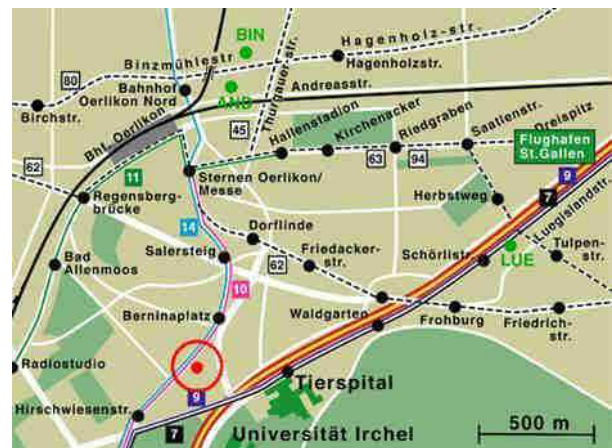 BIN
Hagenholz-str.
Binzmühlestr
Hagenholzstr.
80
Bahnhof
Oerlikon Nord
AND
Andreasstr.
Thurgauer str.
Birchstr.
Bhf. Oerlikon
45
Hallenstadion
Kirchenacker
Riedgraben
Saatlenstr.
Dreispitz
62
63
94
Flughafen
St.Gallen
11
Sternen Oerlikon/
Messe
9
7
Regensberg-
brücke
Herbstweg
Luegislandstr.
14
Dorflinde
Bad
Allenmoos
Salersteig
62
Friedacker-
str.
Schörlistr.
LUE
Tulpen-
str.
10
Berninaplatz
Waldgarten
Frohburg
Friedrich-
str.
Radiostudio
Tierspital
9
Hirschwiesenstr.
7
Universität Irchel
500 m